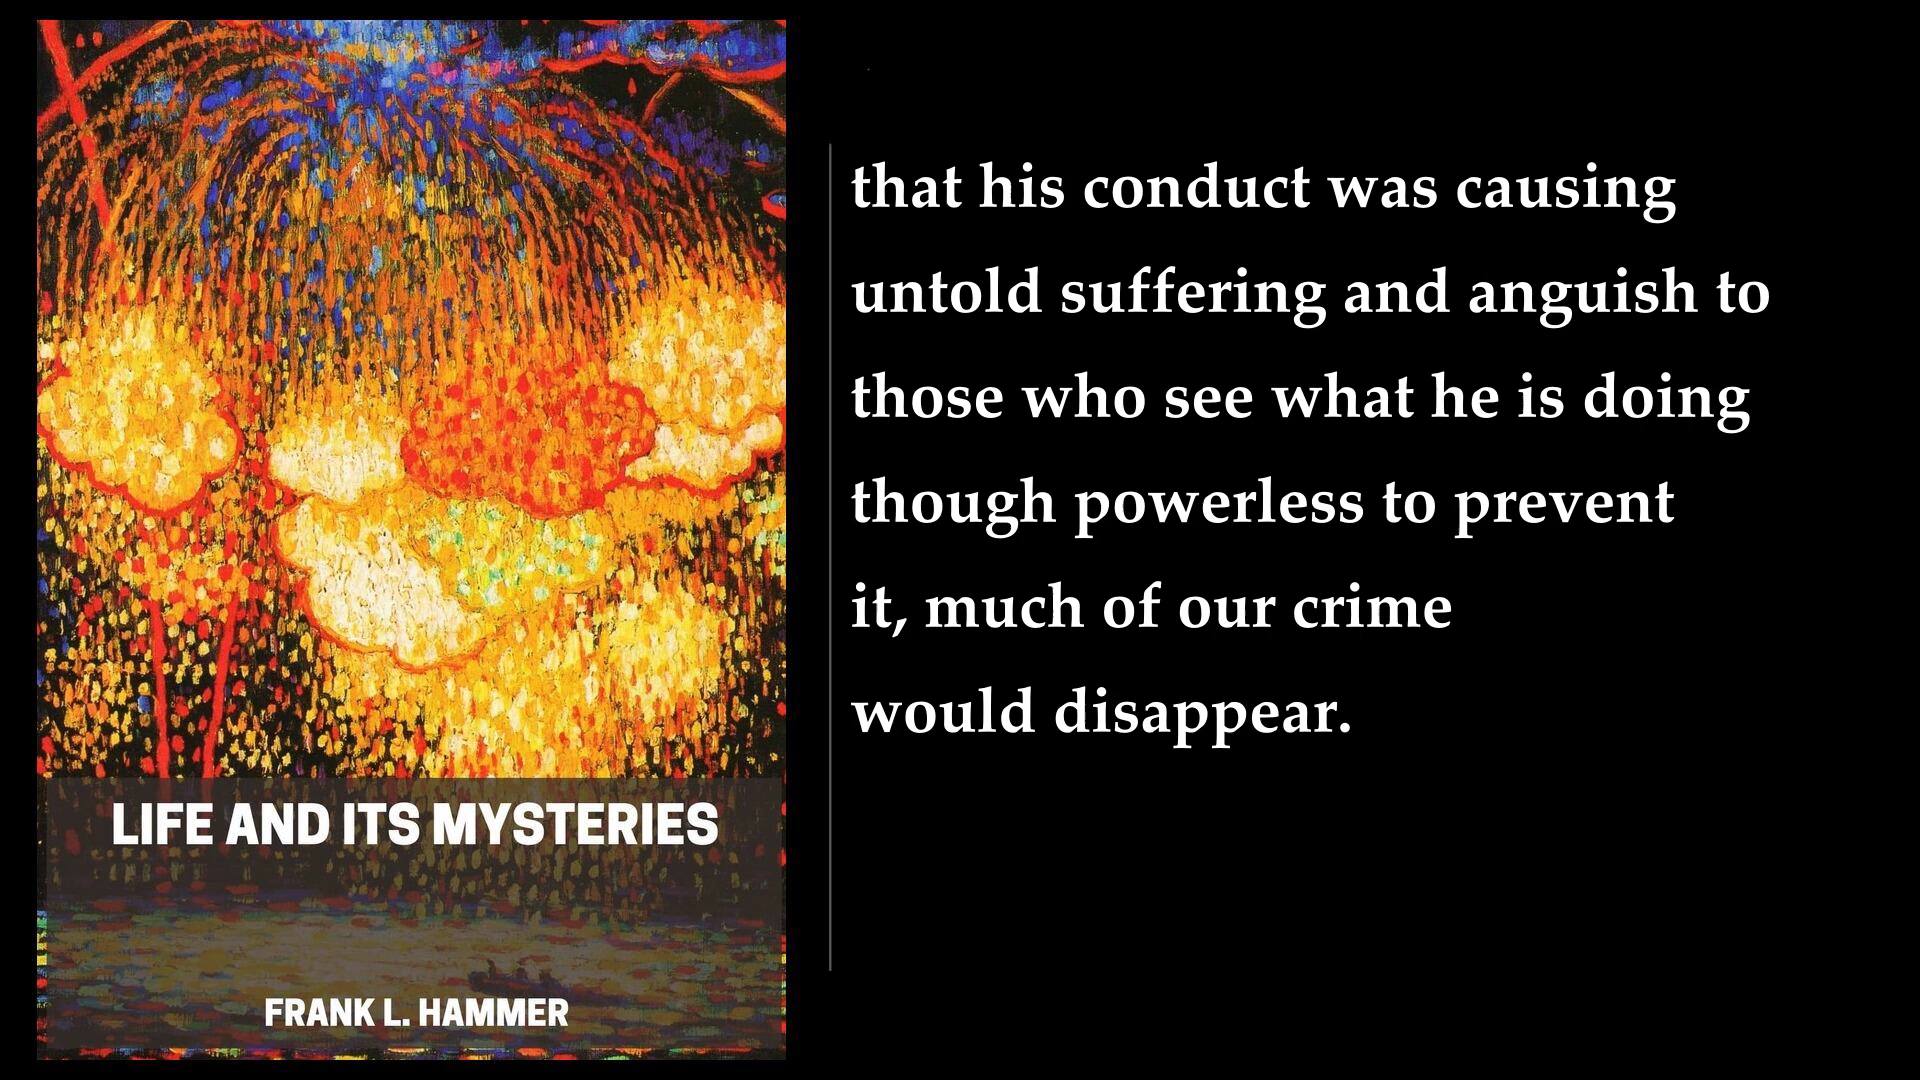 LIFE AND ITS MYSTERIES
FRANK L. HAMMER
that his conduct was causing
untold suffering and anguish to
those who see what he is doing
though powerless to prevent
it, much of our crime
would disappear.